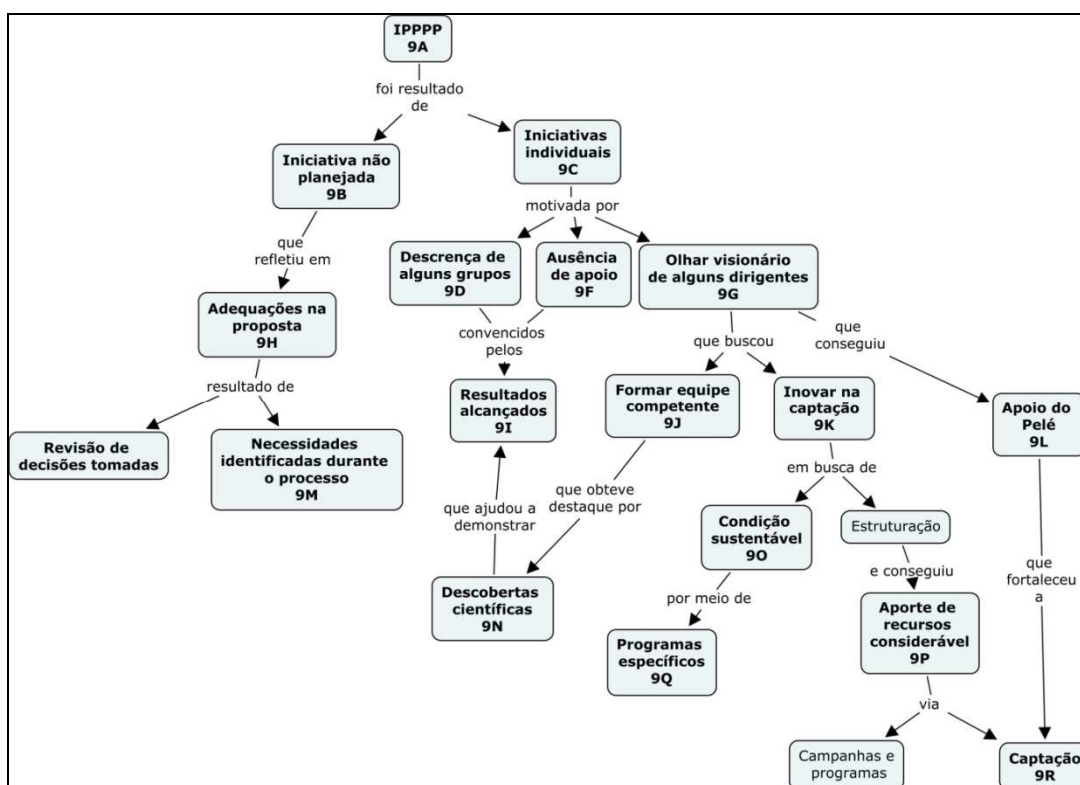 IPPPP
9A
foi resultado
de
Iniciativa não
planejada
9B
Iniciativas
individuais
9C
motivada por
que
refletiu em
Descrença de
alguns grupos
9D
Ausência
de apoio
9F
Olhar visionário
de alguns dirigentes
9G
Adequações na
proposta
9H
convencidos
pelos
que buscou
que
conseguiu
resultado de
Resultados
alcançados
9I
Formar equipe
competente
9J
Inovar na
captação
9K
Apoio do
Pelé
9L
Revisão de
decisões tomadas
Necessidades
identificadas durante
o processo
9M
que ajudou a
demonstrar
que obteve
destaque por
em busca de
Condição
sustentável
9O
Estruturação
e conseguiu
que
fortaleceu
a
Descobertas
científicas
9N
por meio de
Aporte de
recursos
considerável
9P
Programas
específicos
9Q
via
Campanhas e
programas
Captação
9R